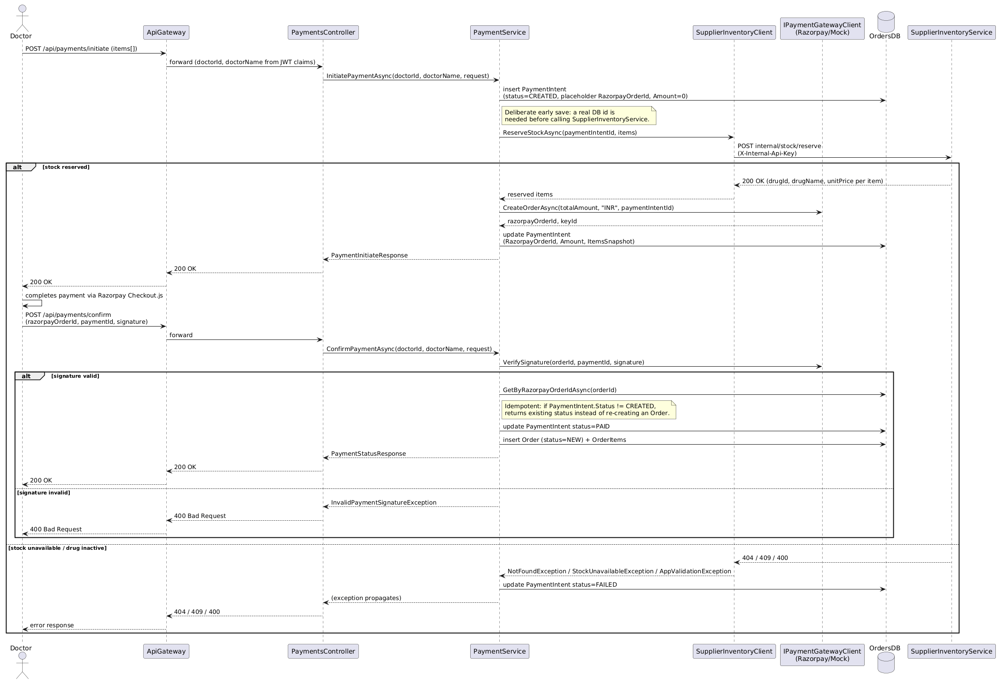 Doctor
ApiGateway
PaymentsController
PaymentService
SupplierInventoryClient
IPaymentGatewayClient
(Razorpay/Mock)
OrdersDB
SupplierInventoryService
POST /api/payments/initiate (items[])
forward (doctorId, doctorName from JWT claims)
InitiatePaymentAsync(doctorId, doctorName, request)
insert PaymentIntent
(status=CREATED, placeholder RazorpayOrderId, Amount=0)
Deliberate early save: a real DB id is
needed before calling SupplierInventoryService.
ReserveStockAsync(paymentIntentId, items)
POST internal/stock/reserve
(X-Internal-Api-Key)
alt [stock reserved]
200 OK (drugId, drugName, unitPrice per item)
reserved items
CreateOrderAsync(totalAmount, "INR", paymentIntentId)
razorpayOrderId, keyId
update PaymentIntent
(RazorpayOrderId, Amount, ItemsSnapshot)
PaymentInitiateResponse
200 OK
200 OK
completes payment via Razorpay Checkout.js
POST /api/payments/confirm
(razorpayOrderId, paymentId, signature)
forward
ConfirmPaymentAsync(doctorId, doctorName, request)
VerifySignature(orderId, paymentId, signature)
alt [signature valid]
GetByRazorpayOrderIdAsync(orderId)
Idempotent: if PaymentIntent.Status != CREATED,
returns existing status instead of re-creating an Order.
update PaymentIntent status=PAID
insert Order (status=NEW) + OrderItems
PaymentStatusResponse
200 OK
200 OK
[signature invalid]
InvalidPaymentSignatureException
400 Bad Request
400 Bad Request
[stock unavailable / drug inactive]
404 / 409 / 400
NotFoundException / StockUnavailableException / AppValidationException
update PaymentIntent status=FAILED
(exception propagates)
404 / 409 / 400
error response
Doctor
ApiGateway
PaymentsController
PaymentService
SupplierInventoryClient
IPaymentGatewayClient
(Razorpay/Mock)
OrdersDB
SupplierInventoryService